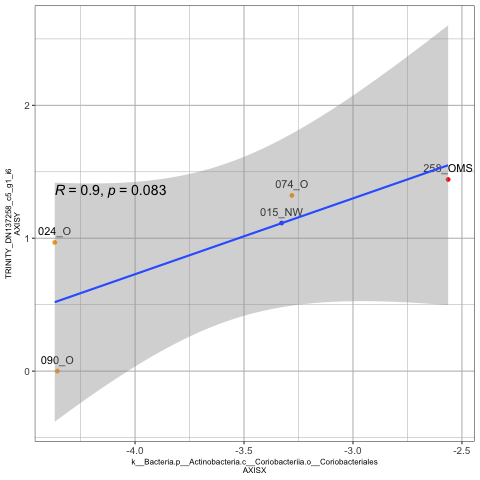 2
1
0
R = 0.9, p = 0.083
258_OMS
074_O
015_NW
024_O
090_O
-4.0 -3.5 -3.0 -2.5
k__Bacteria.p__Actinobacteria.c__Coriobacteriia.o__Coriobacteriales
AXISX
TRINITY_DN137258_c5_g1_i6
AXISY